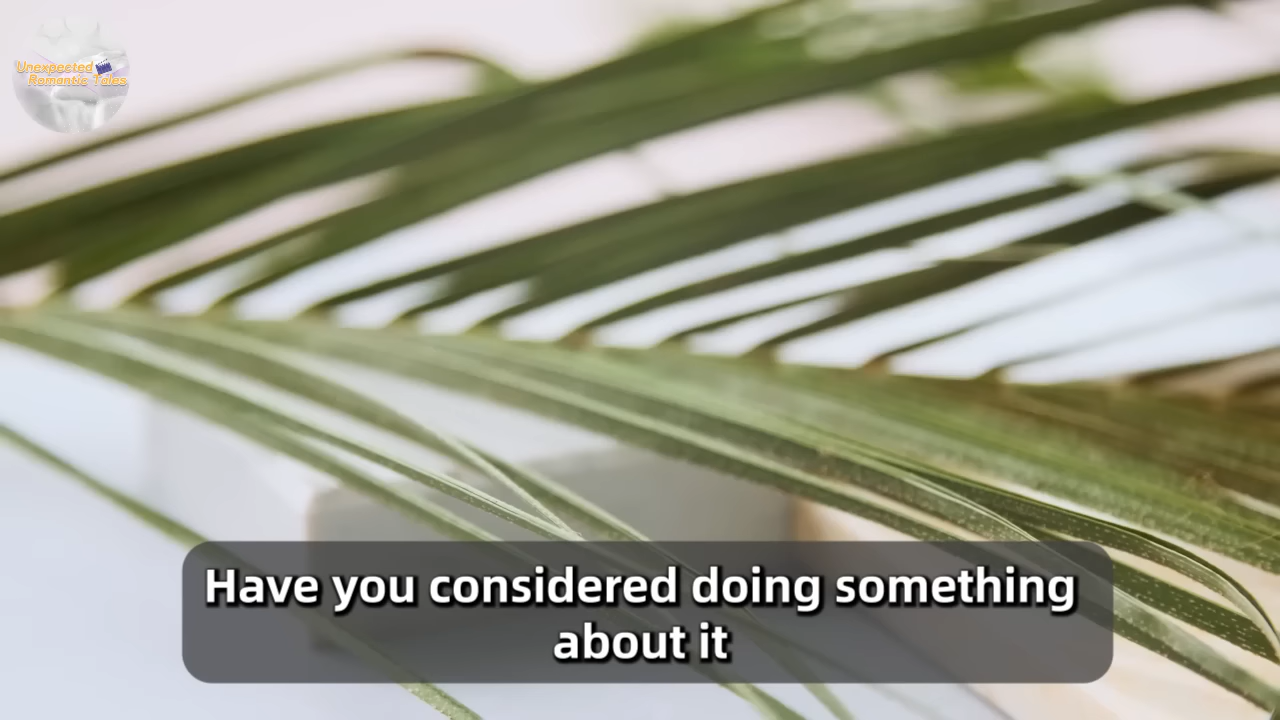 Unexpected
Romantic Tales
Have you considered doing something
about it